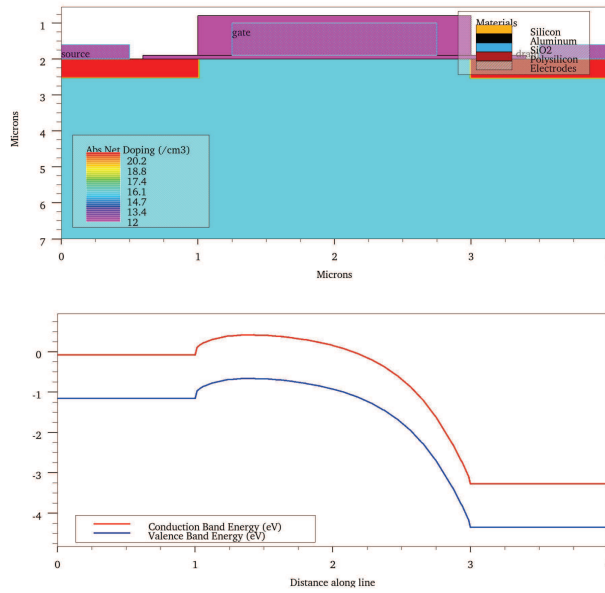 Microns
1
2
3
4
5
6
7
source
gate
Materials
Silicon
Aluminum
SiO2
Polysilicon
Electrodes
Abs Net Doping (/cm3)
20.2
18.8
17.4
16.1
14.7
13.4
12
0 1 2 3
Microns
0
-1
-2
-3
-4
Conduction Band Energy (eV)
Valence Band Energy (eV)
0 1 2 3
Distance along line